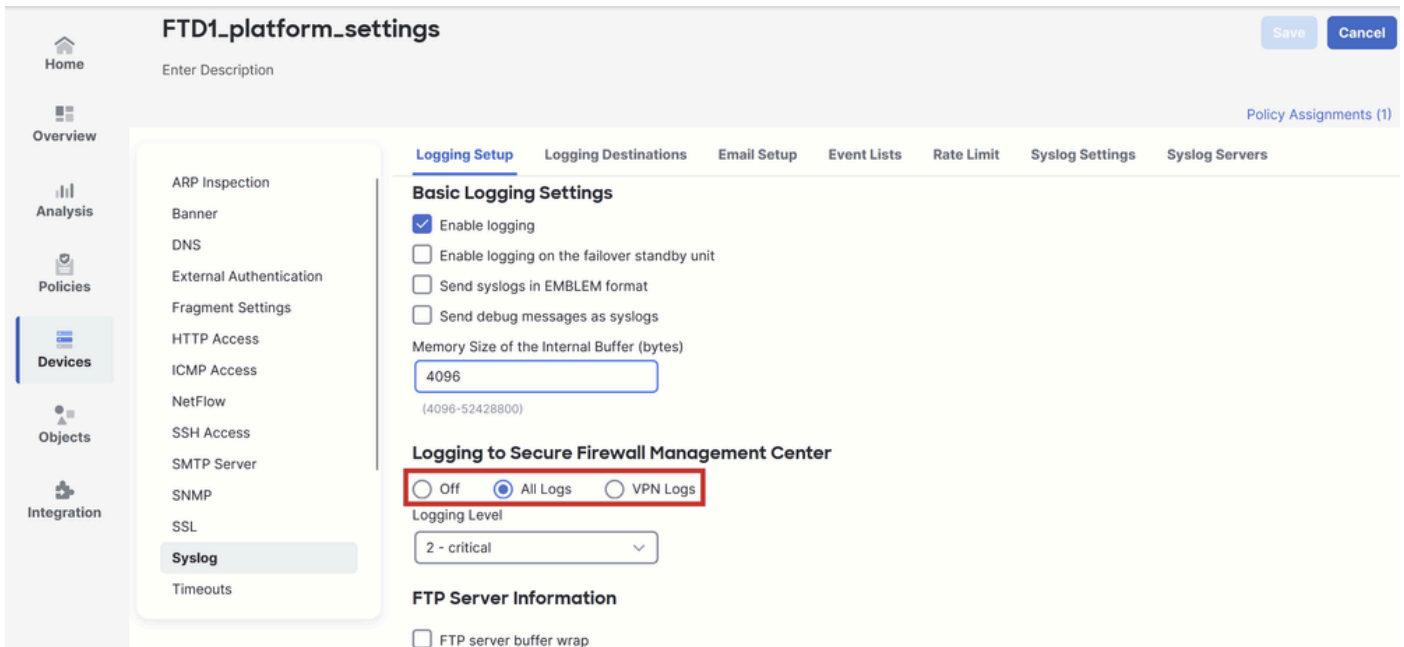 FTD1_platform_settings
Enter Description
Save
Cancel
Policy Assignments (1)
Home
Overview
Analysis
Policies
Devices
Objects
Integration
ARP Inspection
Banner
DNS
External Authentication
Fragment Settings
HTTP Access
ICMP Access
NetFlow
SSH Access
SMTP Server
SNMP
SSL
Syslog
Timeouts
Logging Setup Logging Destinations Email Setup Event Lists Rate Limit Syslog Settings Syslog Servers
Basic Logging Settings
Enable logging
Enable logging on the failover standby unit
Send syslogs in EMBLEM format
Send debug messages as syslogs
Memory Size of the Internal Buffer (bytes)
4096
(4096-52428800)
Logging to Secure Firewall Management Center
Off All Logs VPN Logs
Logging Level
2 - critical
FTP Server Information
FTP server buffer wrap